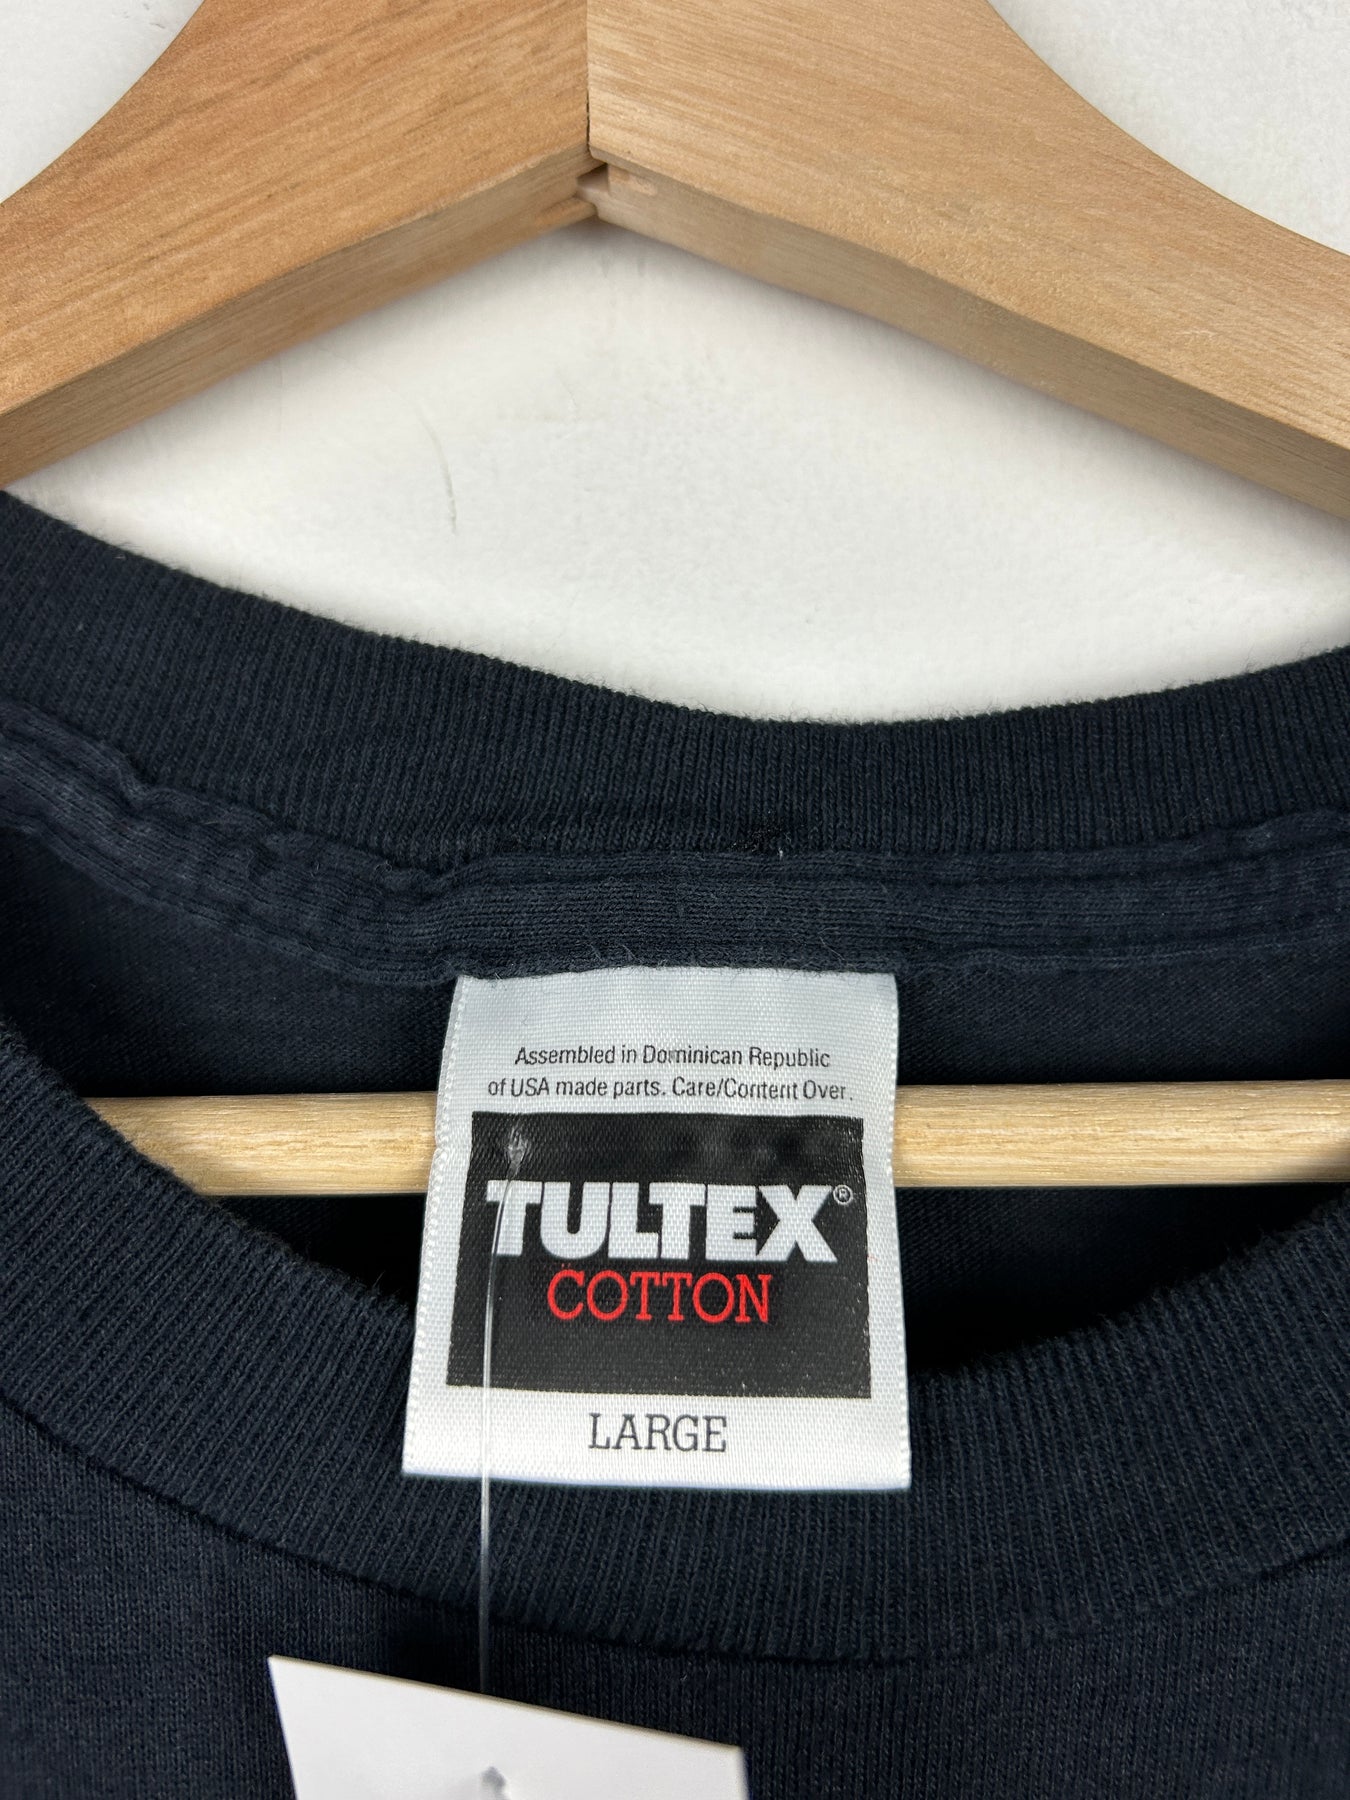 Assembled in Dominican Republic
of USA made parts. Care/Content Over.
TULTEX®
COTTON
LARGE